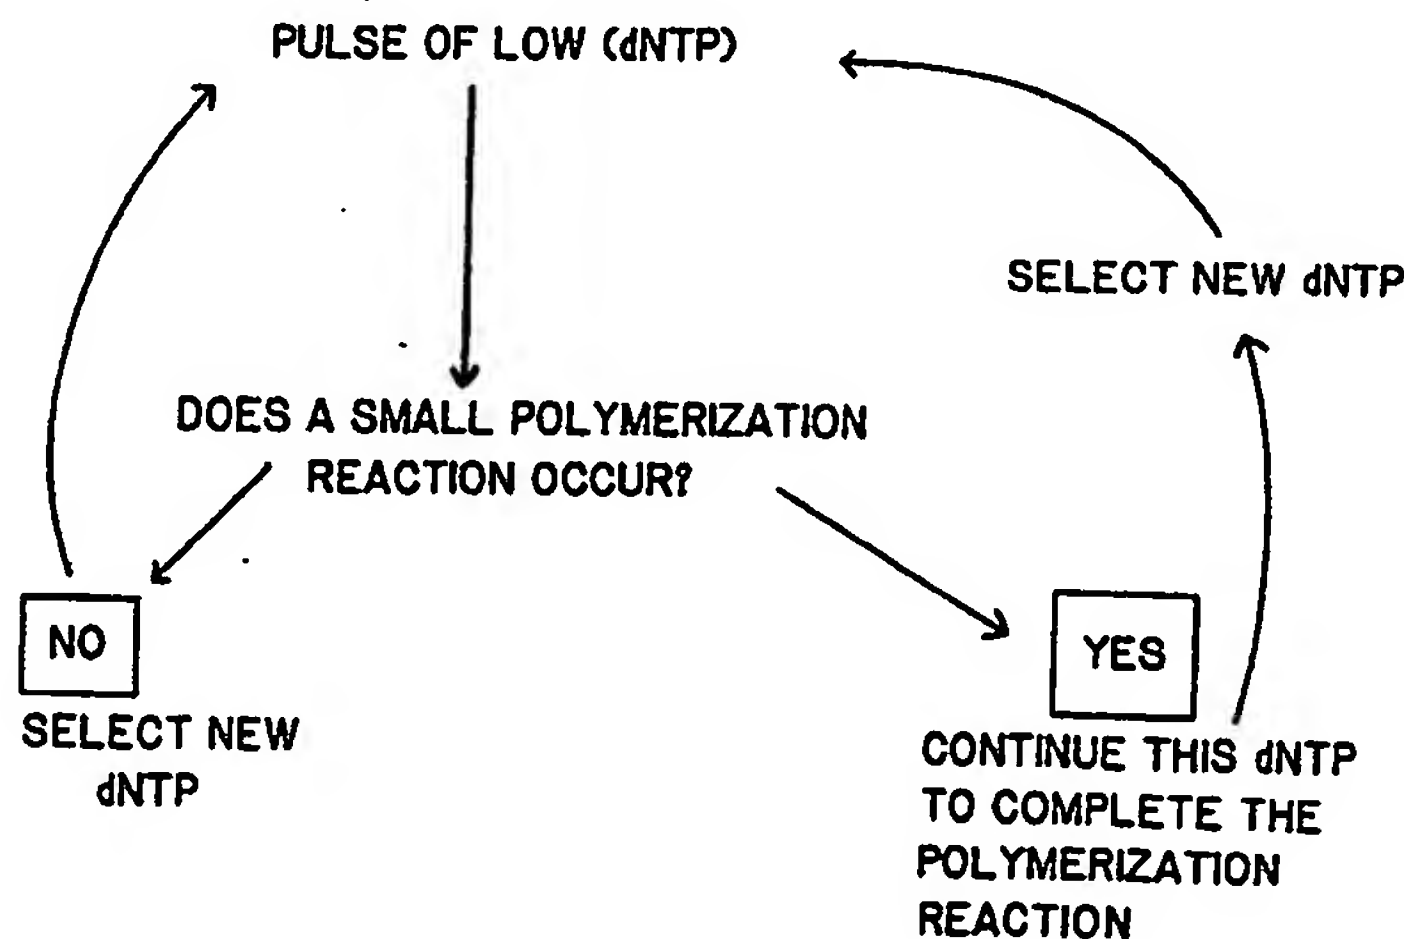 PULSE OF LOW (dNTP)
SELECT NEW dNTP
DOES A SMALL POLYMERIZATION
REACTION OCCUR?
NO
SELECT NEW
dNTP
YES
CONTINUE THIS dNTP
TO COMPLETE THE
POLYMERIZATION
REACTION